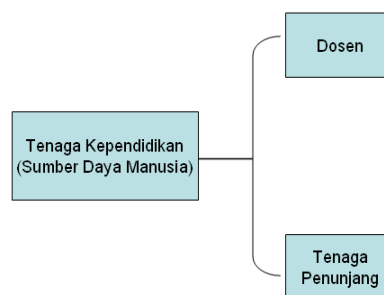 Dosen
Tenaga Kependidikan
(Sumber Daya Manusia)
Tenaga
Penunjang